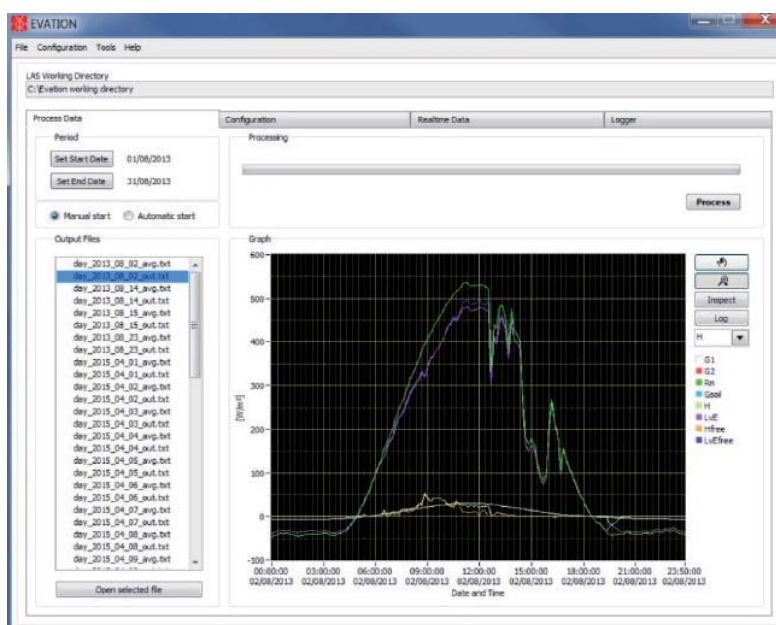 EVATION
File Configuration Tools Help
LAS Working Directory
C:\Evation working directory
Process Data
Configuration
Realtime Data
Logger
Period
Set Start Date 01/08/2013
Set End Date 31/08/2013
Manual start Automatic start
Processing
Process
Output Files
day_2013_08_02_avg.txt
day_2013_08_02_out.txt
day_2013_08_14_avg.txt
day_2013_08_14_out.txt
day_2013_08_15_avg.txt
day_2013_08_15_out.txt
day_2013_08_23_avg.txt
day_2013_08_23_out.txt
day_2015_04_01_avg.txt
day_2015_04_01_out.txt
day_2015_04_02_avg.txt
day_2015_04_02_out.txt
day_2015_04_03_avg.txt
day_2015_04_03_out.txt
day_2015_04_04_avg.txt
day_2015_04_04_out.txt
day_2015_04_05_avg.txt
day_2015_04_05_out.txt
day_2015_04_06_avg.txt
day_2015_04_06_out.txt
day_2015_04_07_avg.txt
day_2015_04_07_out.txt
day_2015_04_08_avg.txt
day_2015_04_08_out.txt
day_2015_04_09_avg.txt
Open selected file
Graph
600
500
400
300
200
100
0
-100
[W/m²]
00:00:00 03:00:00 06:00:00 09:00:00 12:00:00 15:00:00 18:00:00 21:00:00 23:50:00
02/08/2013 02/08/2013 02/08/2013 02/08/2013 02/08/2013 02/08/2013 02/08/2013 02/08/2013 02/08/2013
Date and Time
Inspect
Log
H
G1
G2
Rn
Gsoil
H
LvE
Hfree
LvEfree